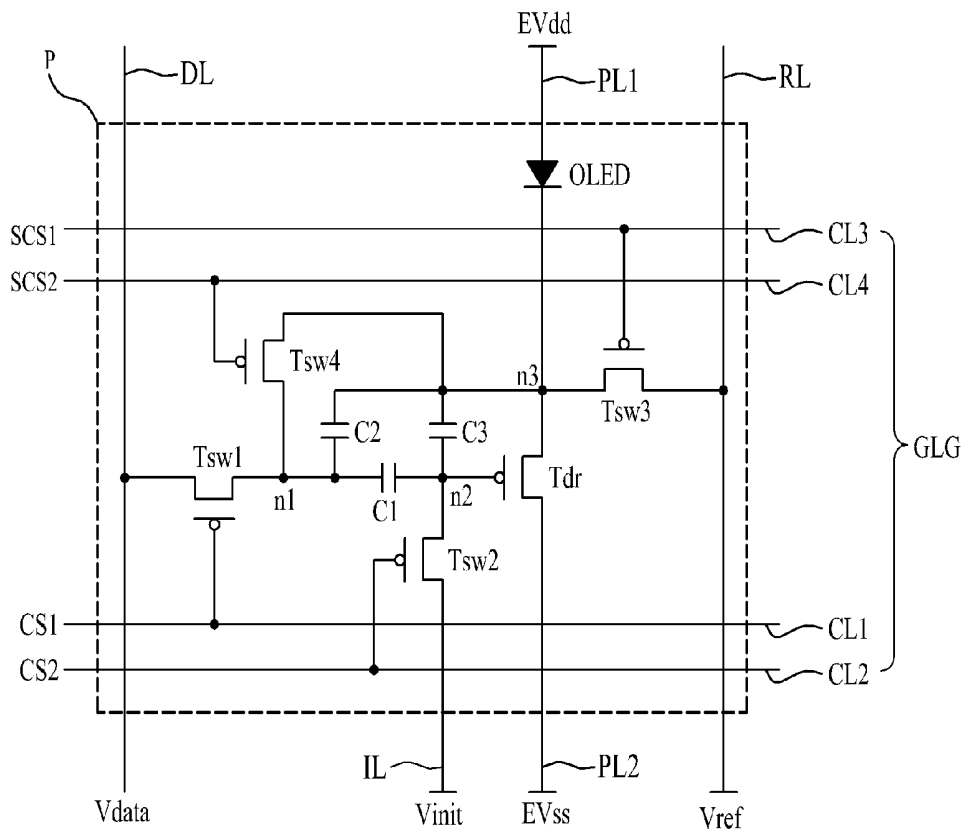 EVdd
P
DL
PL1
RL
OLED
SCS1
CL3
SCS2
CL4
Tsw4
n3
Tsw3
C2
C3
GLG
Tsw1
Tdr
n1
C1
n2
Tsw2
CS1
CL1
CS2
CL2
IL
PL2
Vdata
Vinit
EVss
Vref